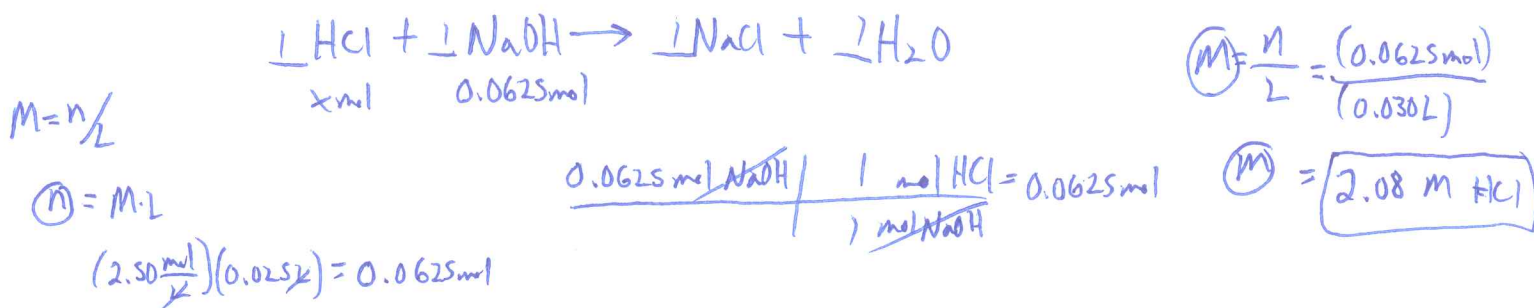 1 HCl + 1 NaOH → 1 NaCl + 1 H₂O
x mol 0.0625 mol
M = n/L
n = M·L
(2.50 mol/L)(0.025L) = 0.0625 mol
0.0625 mol NaOH | 1 mol HCl = 0.0625 mol
1 mol NaOH
M = n/L = (0.0625 mol)/(0.030L)
M = 2.08 M HCl